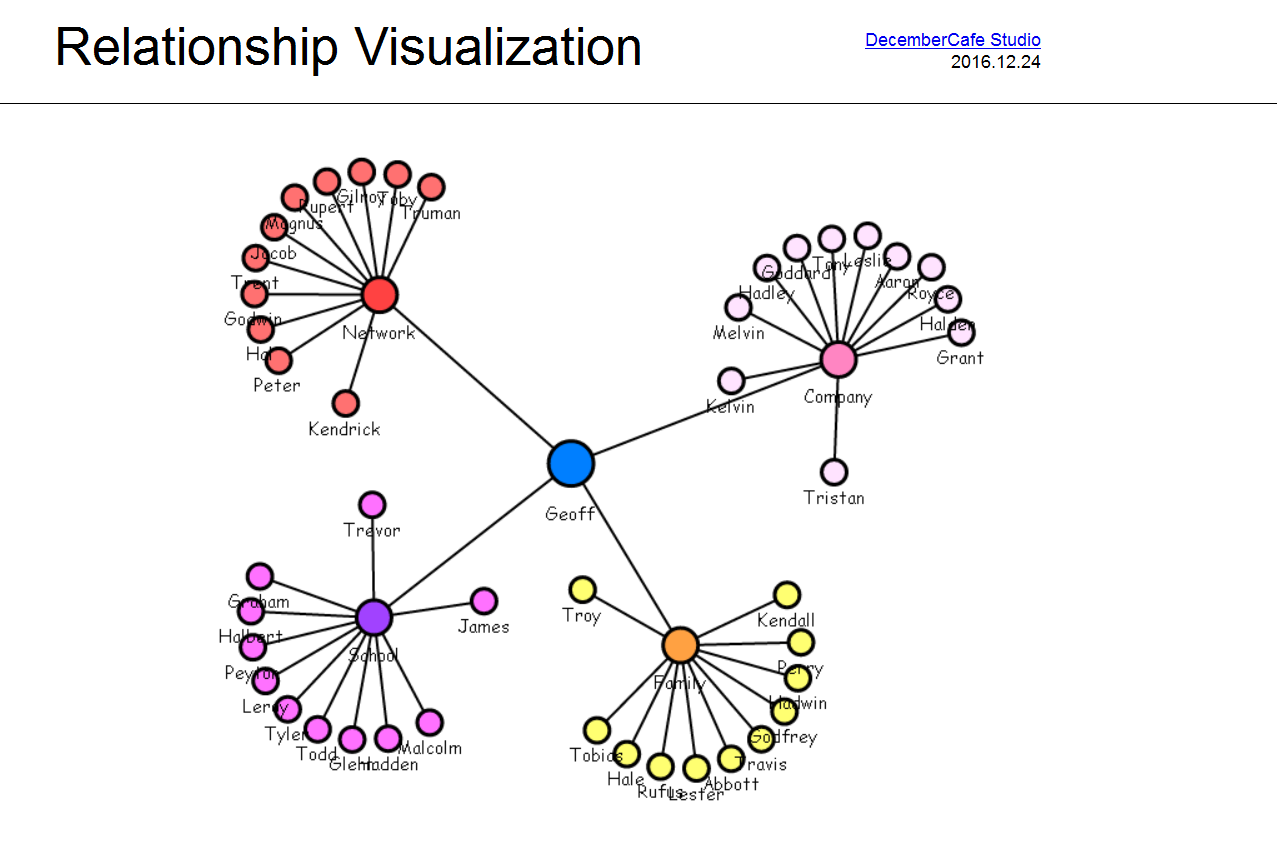 Relationship Visualization
DecemberCafe Studio
2016.12.24
Gilroy
Toby
Rupert
Truman
Magnus
Jacob
Trent
Godwin
Hal
Peter
Kendrick
Network
Leslie
Tony
Goddard
Aaron
Hadley
Royce
Melvin
Halden
Grant
Kelvin
Company
Tristan
Geoff
Trevor
Graham
Halbert
James
School
Peyton
Leroy
Tyler
Todd
Glenn
Hadden
Malcolm
Troy
Kendall
Perry
Family
Hadwin
Godfrey
Tobias
Travis
Hale
Abbott
Rufus
Lester